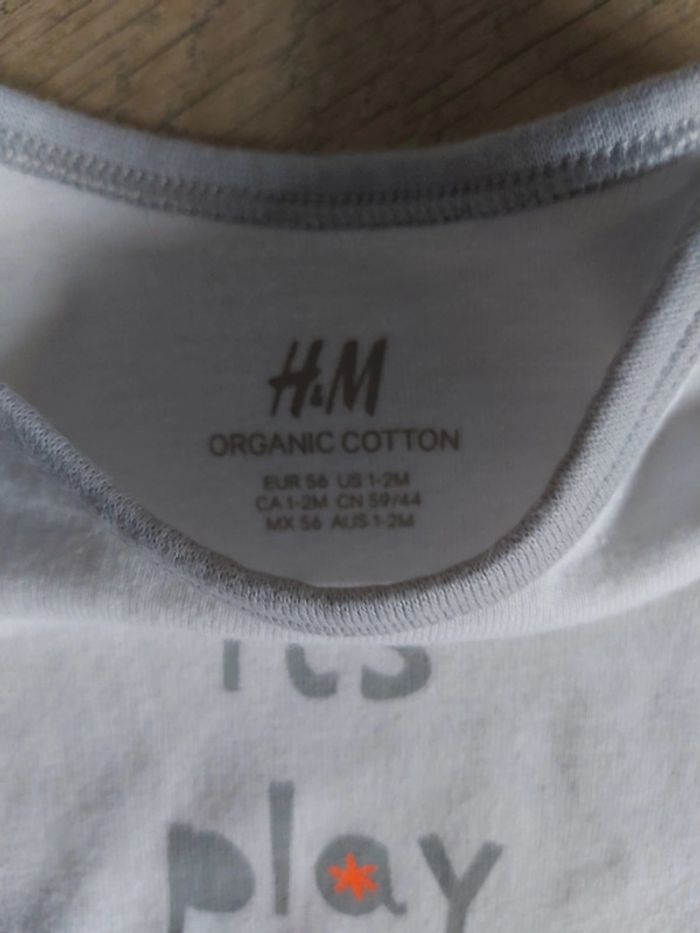 H&M
ORGANIC COTTON
EUR 56 US 1-2M
CA 1-2M CN 59/44
MX 56 AUS 1-2M
its
play